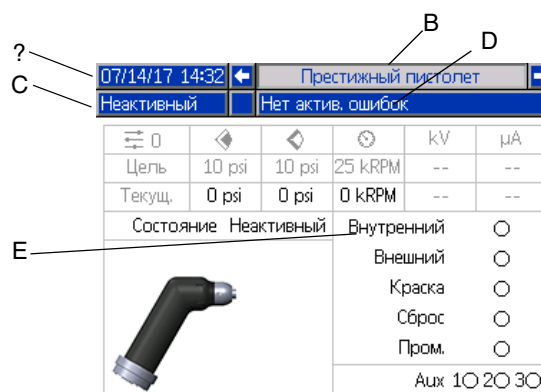 B
?
D
07/14/17 14:32 Престижный пистолет
C
Неактивный Нет актив. ошибок
0 kV µA
Цель 10 psi 10 psi 25 kRPM -- --
Текущ. 0 psi 0 psi 0 kRPM -- --
Состояние Неактивный Внутренний
E
Внешний
Краска
Сброс
Пром.
Aux 1 2 3